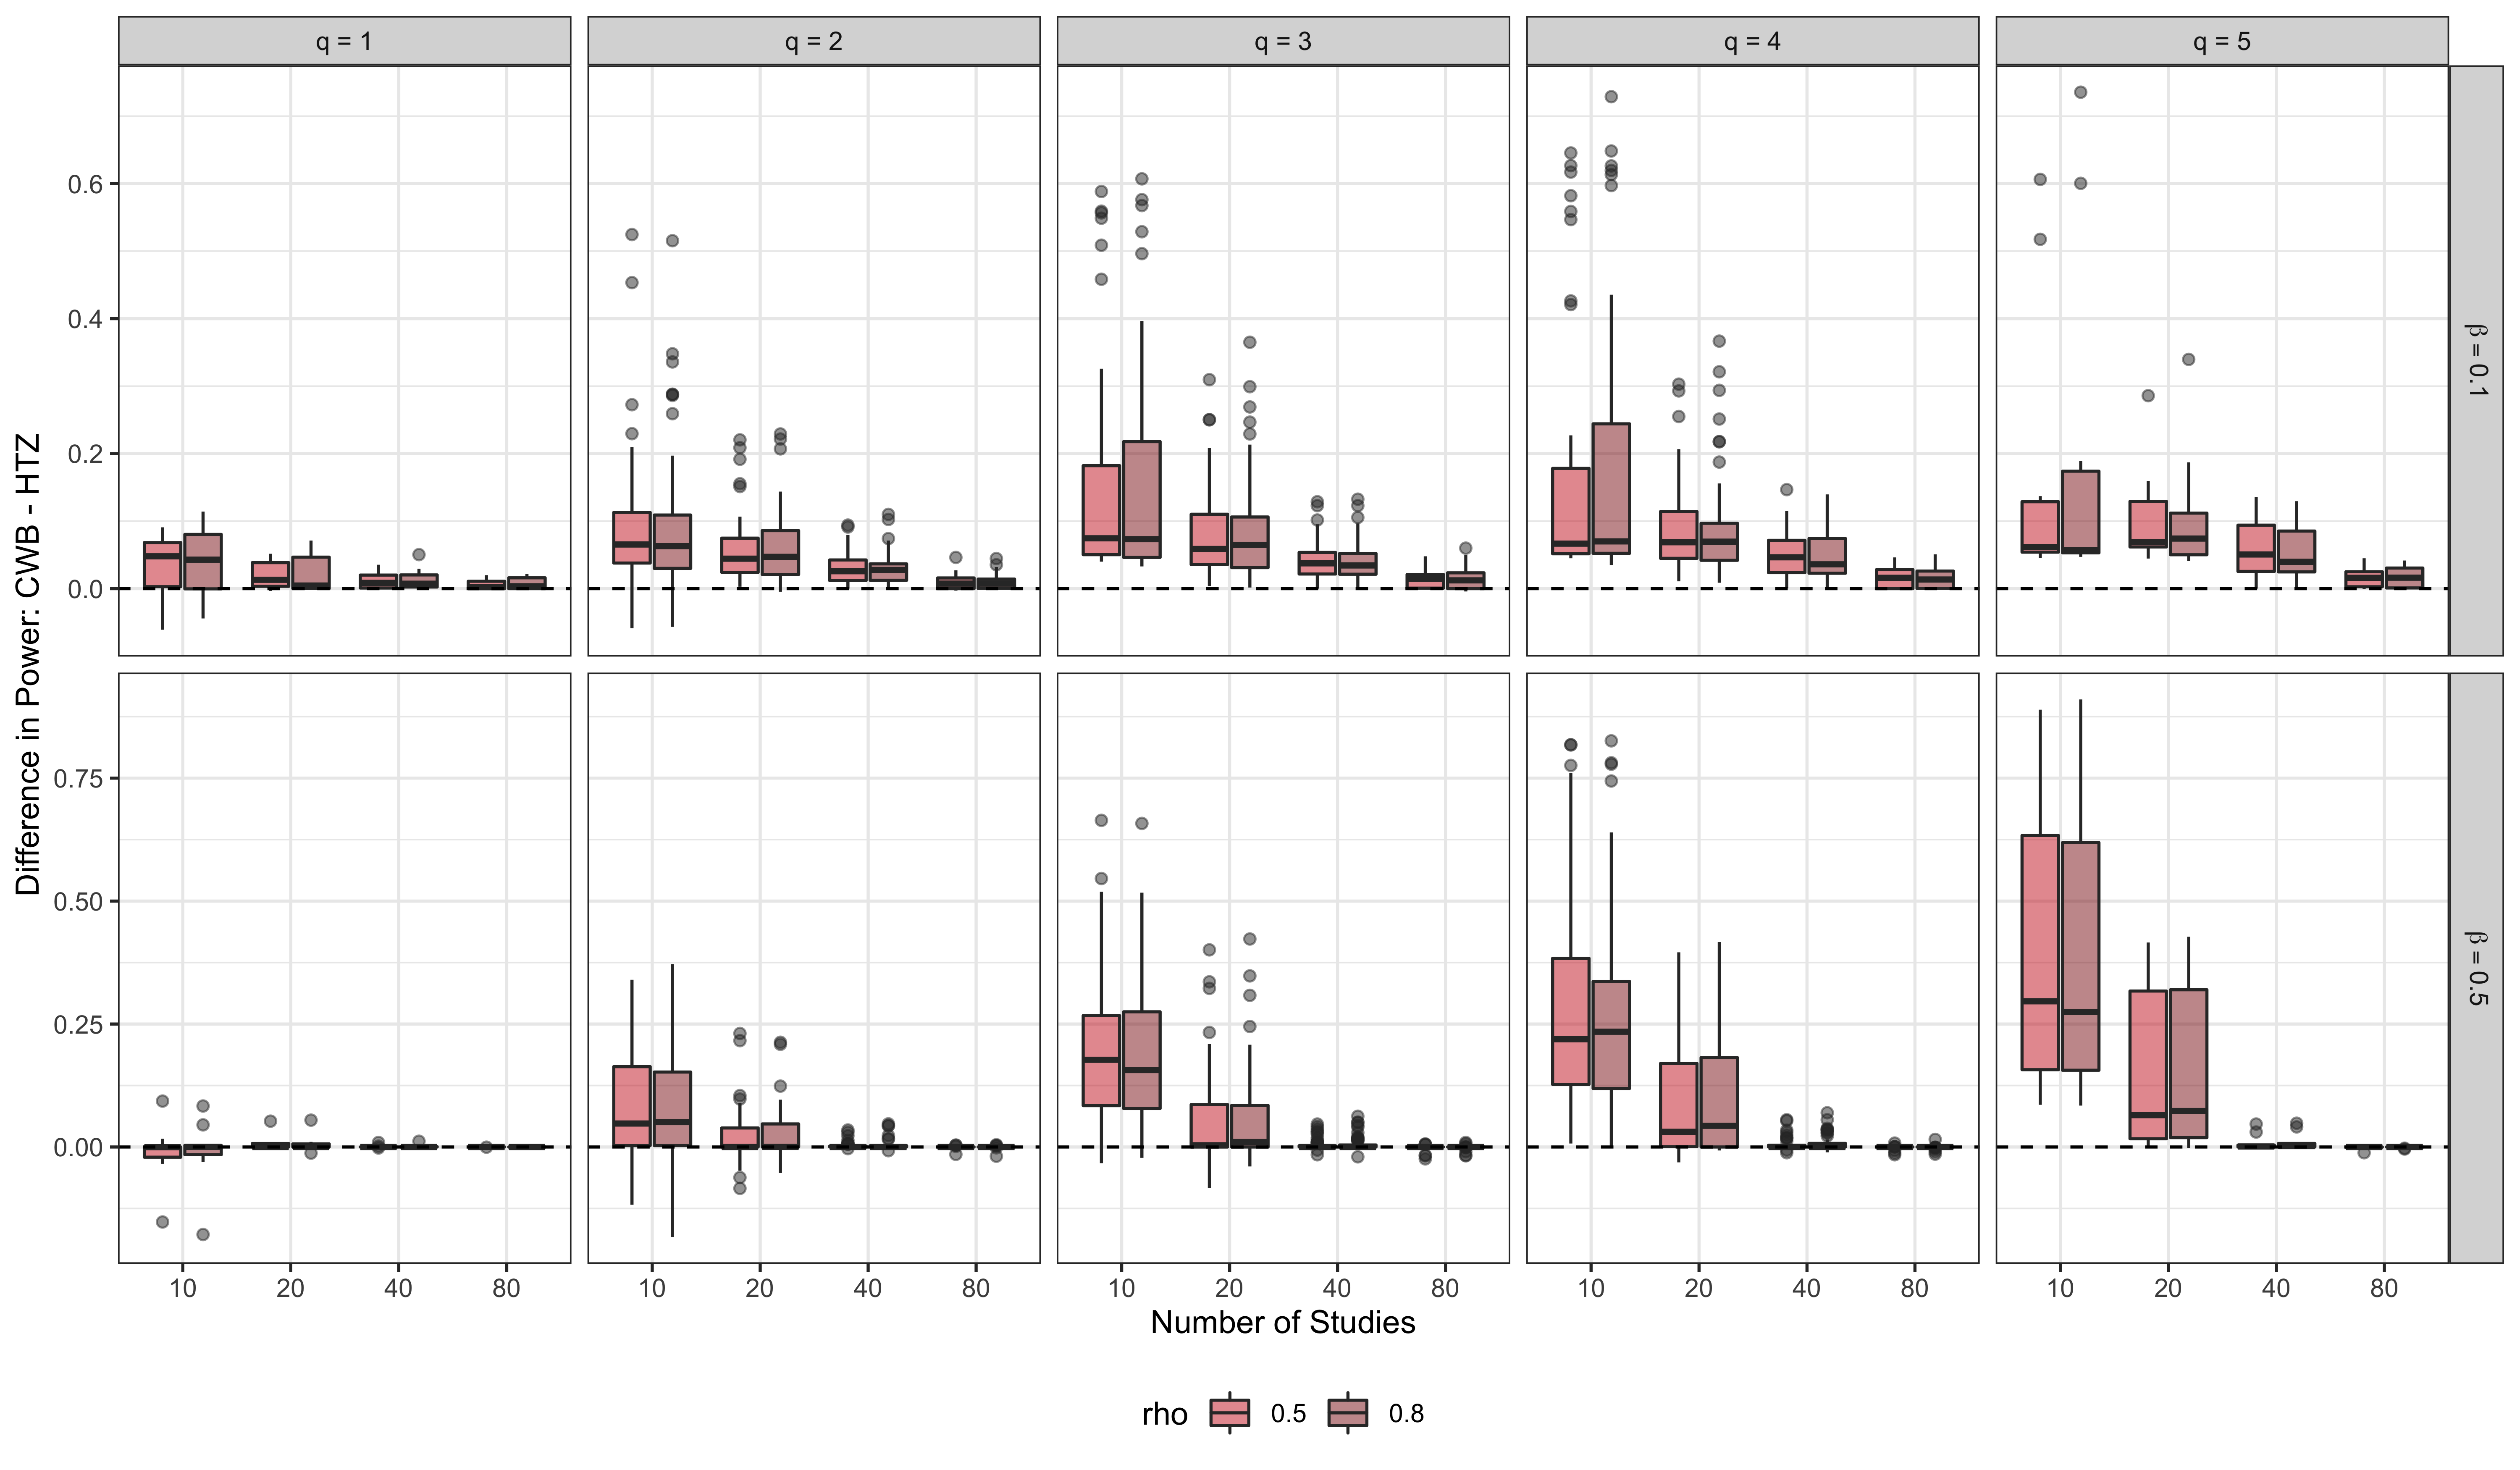 q = 1
q = 2
q = 3
q = 4
q = 5
Difference in Power: CWB - HTZ
0.6
0.4
0.2
0.0
β = 0.1
0.75
0.50
0.25
0.00
β = 0.5
10 20 40 80
10 20 40 80
10 20 40 80
10 20 40 80
10 20 40 80
Number of Studies
rho 0.5 0.8